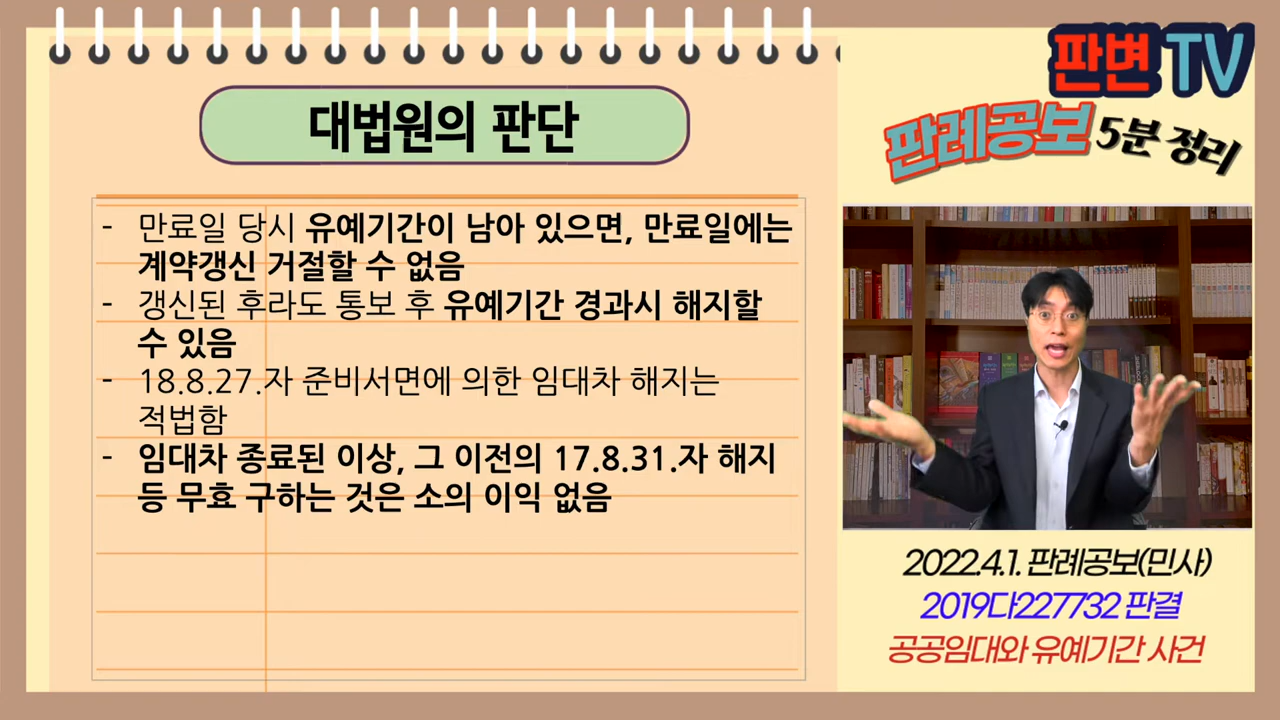 대법원의 판단
- 만료일 당시 유예기간이 남아 있으면, 만료일에는
계약갱신 거절할 수 없음
- 갱신된 후라도 통보 후 유예기간 경과시 해지할
수 있음
- 18.8.27.자 준비서면에 의한 임대차 해지는
적법함
- 임대차 종료된 이상, 그 이전의 17.8.31.자 해지
등 무효 구하는 것은 소의 이익 없음
판변 TV
판례공보 5분 정리
2022.4.1. 판례공보(민사)
2019다227732 판결
공공임대와 유예기간 사건